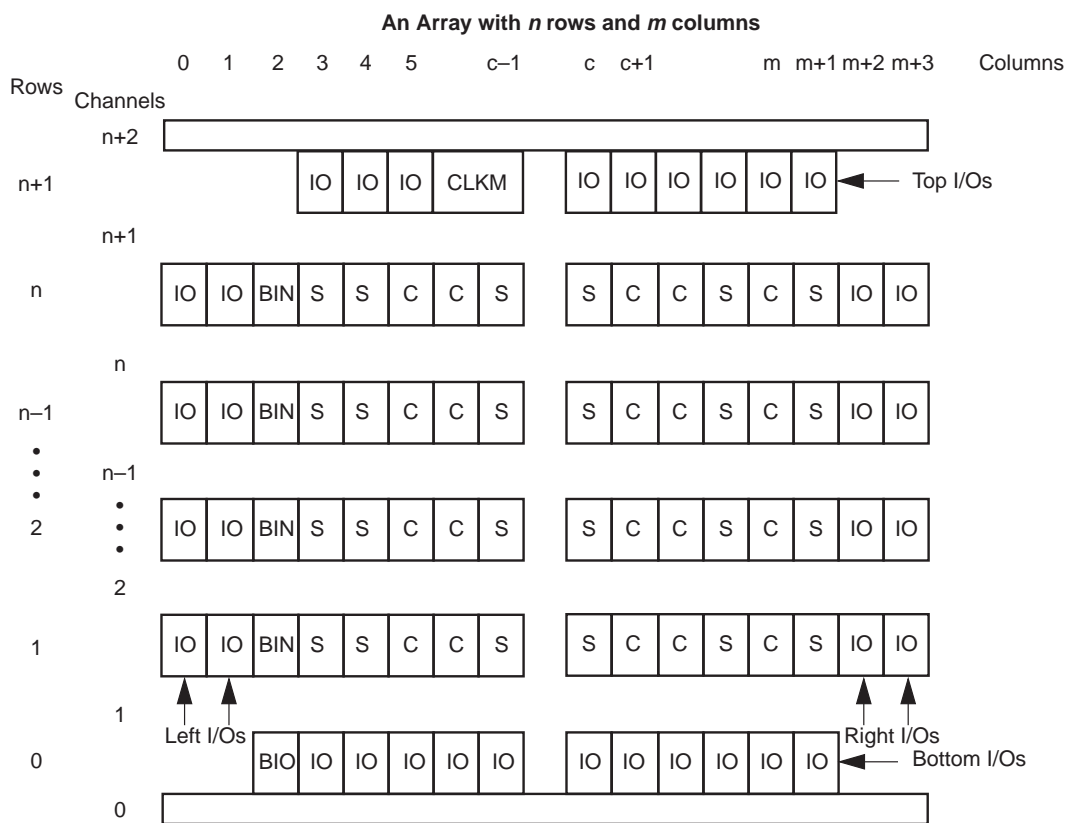 An Array with n rows and m columns
0 1 2 3 4 5 c–1 c c+1 m m+1 m+2 m+3 Columns
Rows
Channels
n+2
n+1 IO IO IO CLKM IO IO IO IO IO IO Top I/Os
n+1
n IO IO BIN S S C C S S C C S C S IO IO
n
n–1 IO IO BIN S S C C S S C C S C S IO IO
n–1
2 IO IO BIN S S C C S S C C S C S IO IO
2
1 IO IO BIN S S C C S S C C S C S IO IO
1
Left I/Os Right I/Os
0 BIO IO IO IO IO IO IO IO IO IO IO IO Bottom I/Os
0